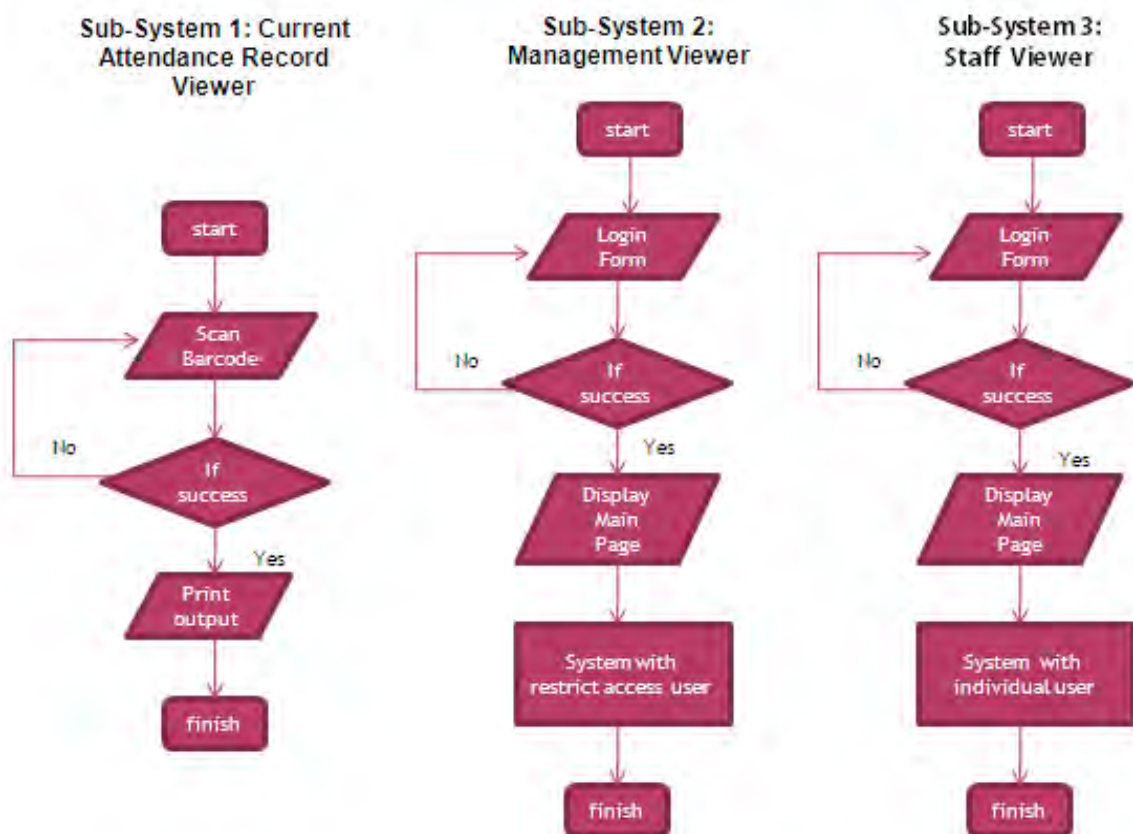 Sub-System 1: Current
Attendance Record
Viewer
start
Scan
Barcode
No
If
success
Yes
Print
output
finish
Sub-System 2:
Management Viewer
start
Login
Form
No
If
success
Yes
Display
Main
Page
System with
restrict access user
finish
Sub-System 3:
Staff Viewer
start
Login
Form
No
If
success
Yes
Display
Main
Page
System with
individual user
finish